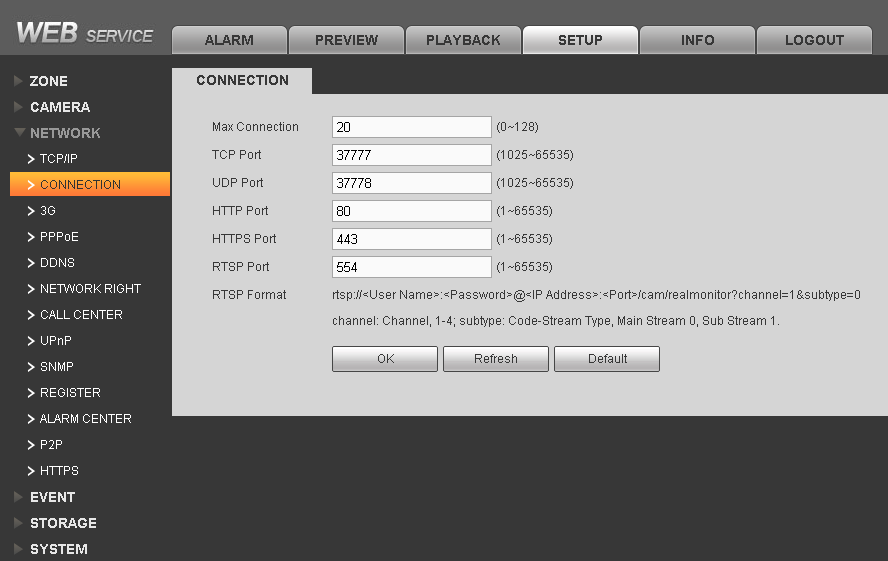 WEB SERVICE
ALARM PREVIEW PLAYBACK SETUP INFO LOGOUT
ZONE
CAMERA
NETWORK
TCP/IP
CONNECTION
3G
PPPoE
DDNS
NETWORK RIGHT
CALL CENTER
UPnP
SNMP
REGISTER
ALARM CENTER
P2P
HTTPS
EVENT
STORAGE
SYSTEM
CONNECTION
Max Connection 20 (0~128)
TCP Port 37777 (1025~65535)
UDP Port 37778 (1025~65535)
HTTP Port 80 (1~65535)
HTTPS Port 443 (1~65535)
RTSP Port 554 (1~65535)
RTSP Format rtsp://<User Name>:<Password>@<IP Address>:<Port>/cam/realmonitor?channel=1&subtype=0
channel: Channel, 1-4; subtype: Code-Stream Type, Main Stream 0, Sub Stream 1.
OK Refresh Default